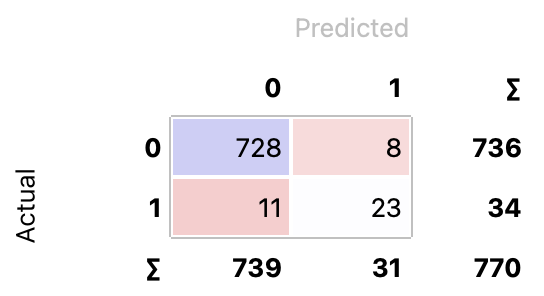 Predicted
0 1 Σ
0 728 8 736
Actual
1 11 23 34
Σ 739 31 770